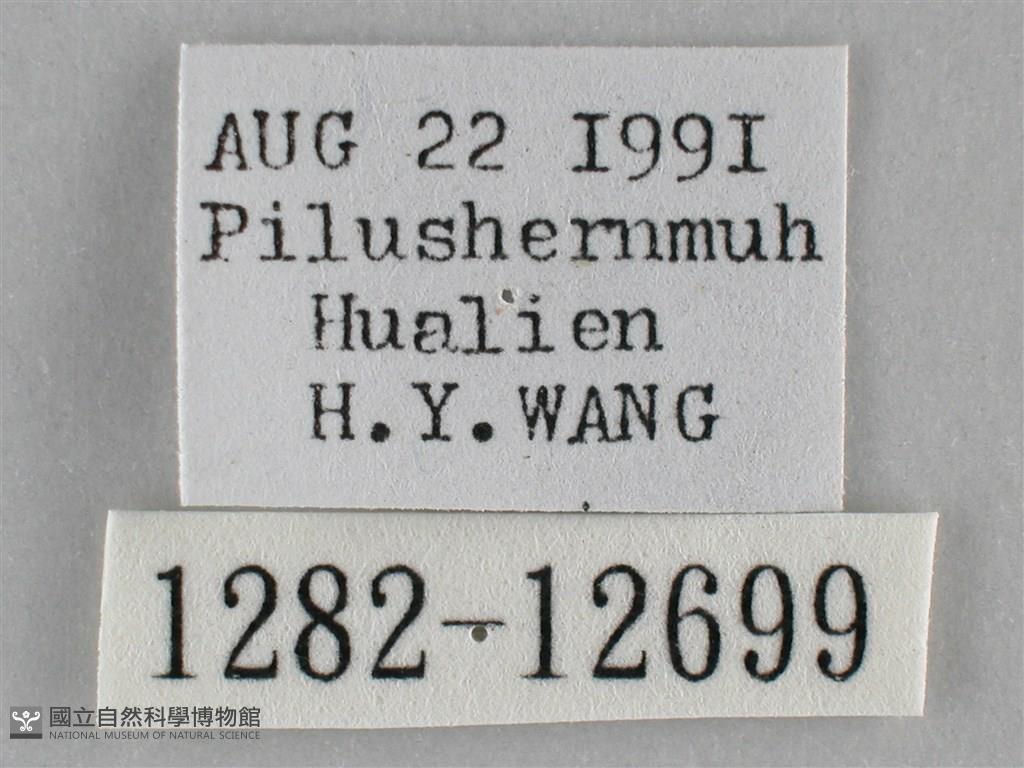 AUG 22 1991
Pilushernmuh
Hualien
H.Y.WANG
1282-12699
國立自然科學博物館
NATIONAL MUSEUM OF NATURAL SCIENCE